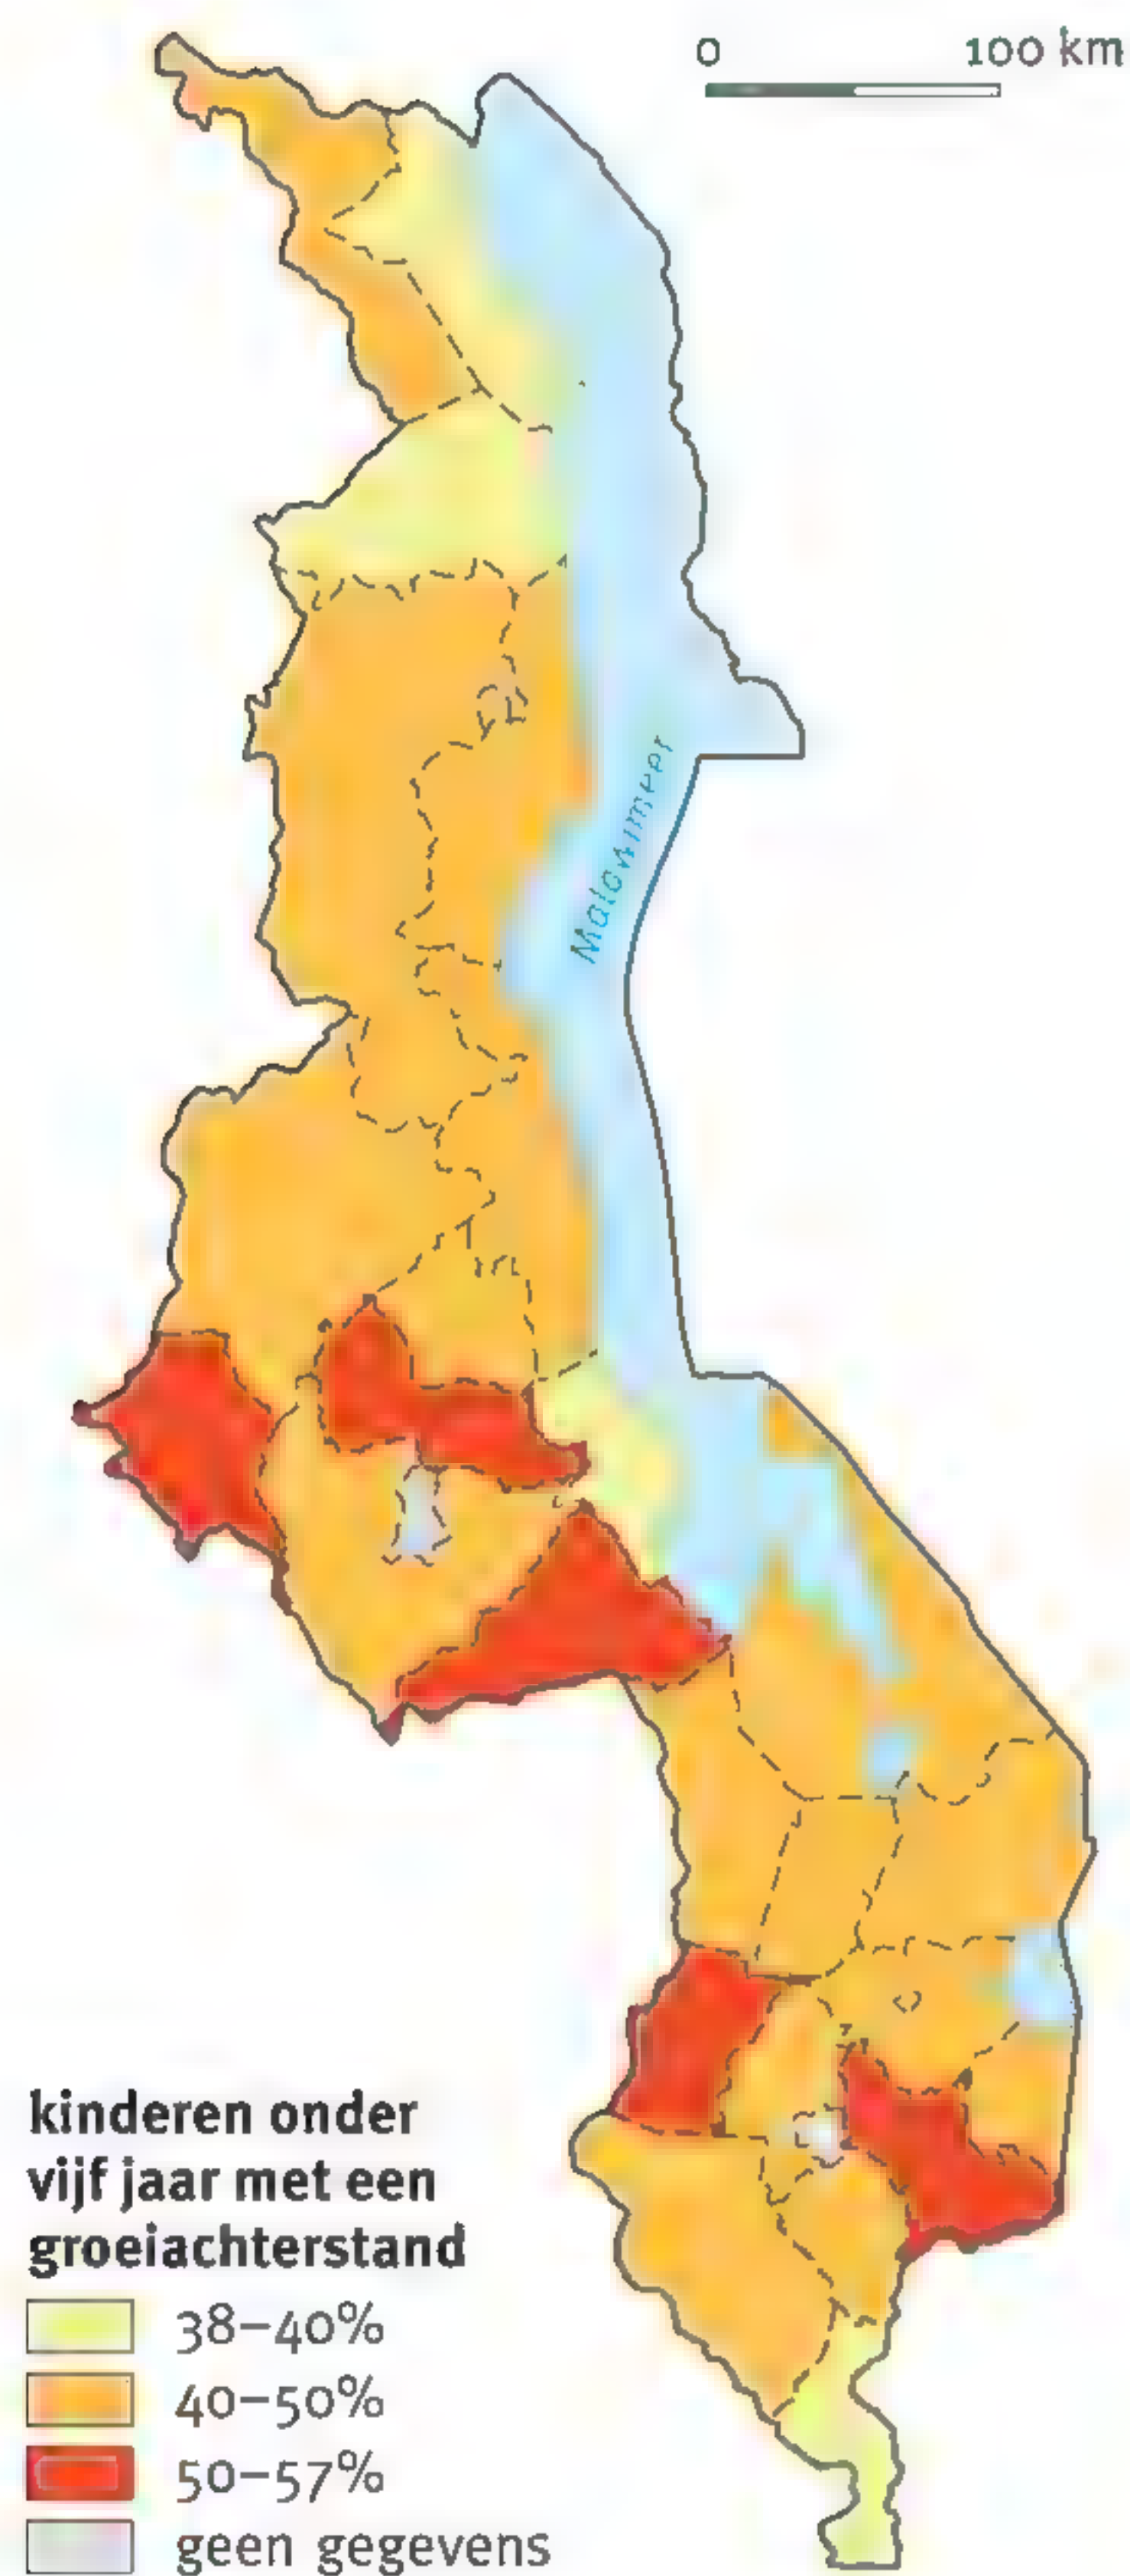 0 100 km
Malawimeer
kinderen onder
vijf jaar met een
groeiachterstand
38–40%
40–50%
50–57%
geen gegevens